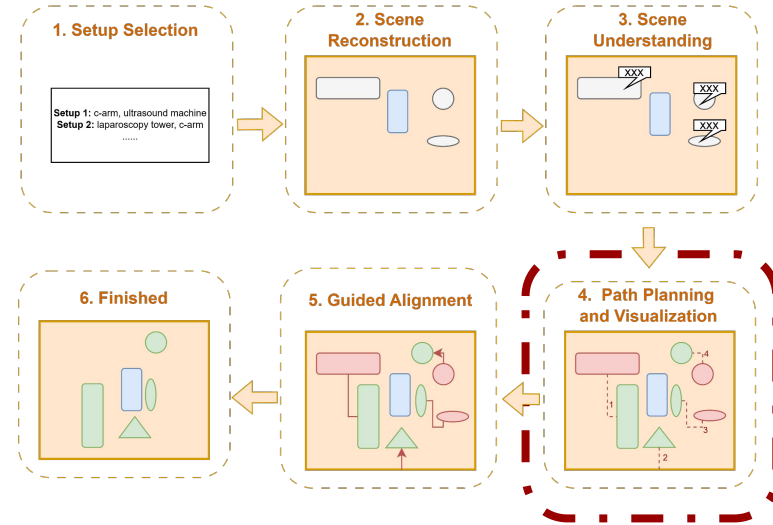 1. Setup Selection
Setup 1: c-arm, ultrasound machine
Setup 2: laparoscopy tower, c-arm
......
2. Scene
Reconstruction
3. Scene
Understanding
XXX
XXX
XXX
6. Finished
5. Guided Alignment
4. Path Planning
and Visualization
4
1
3
2